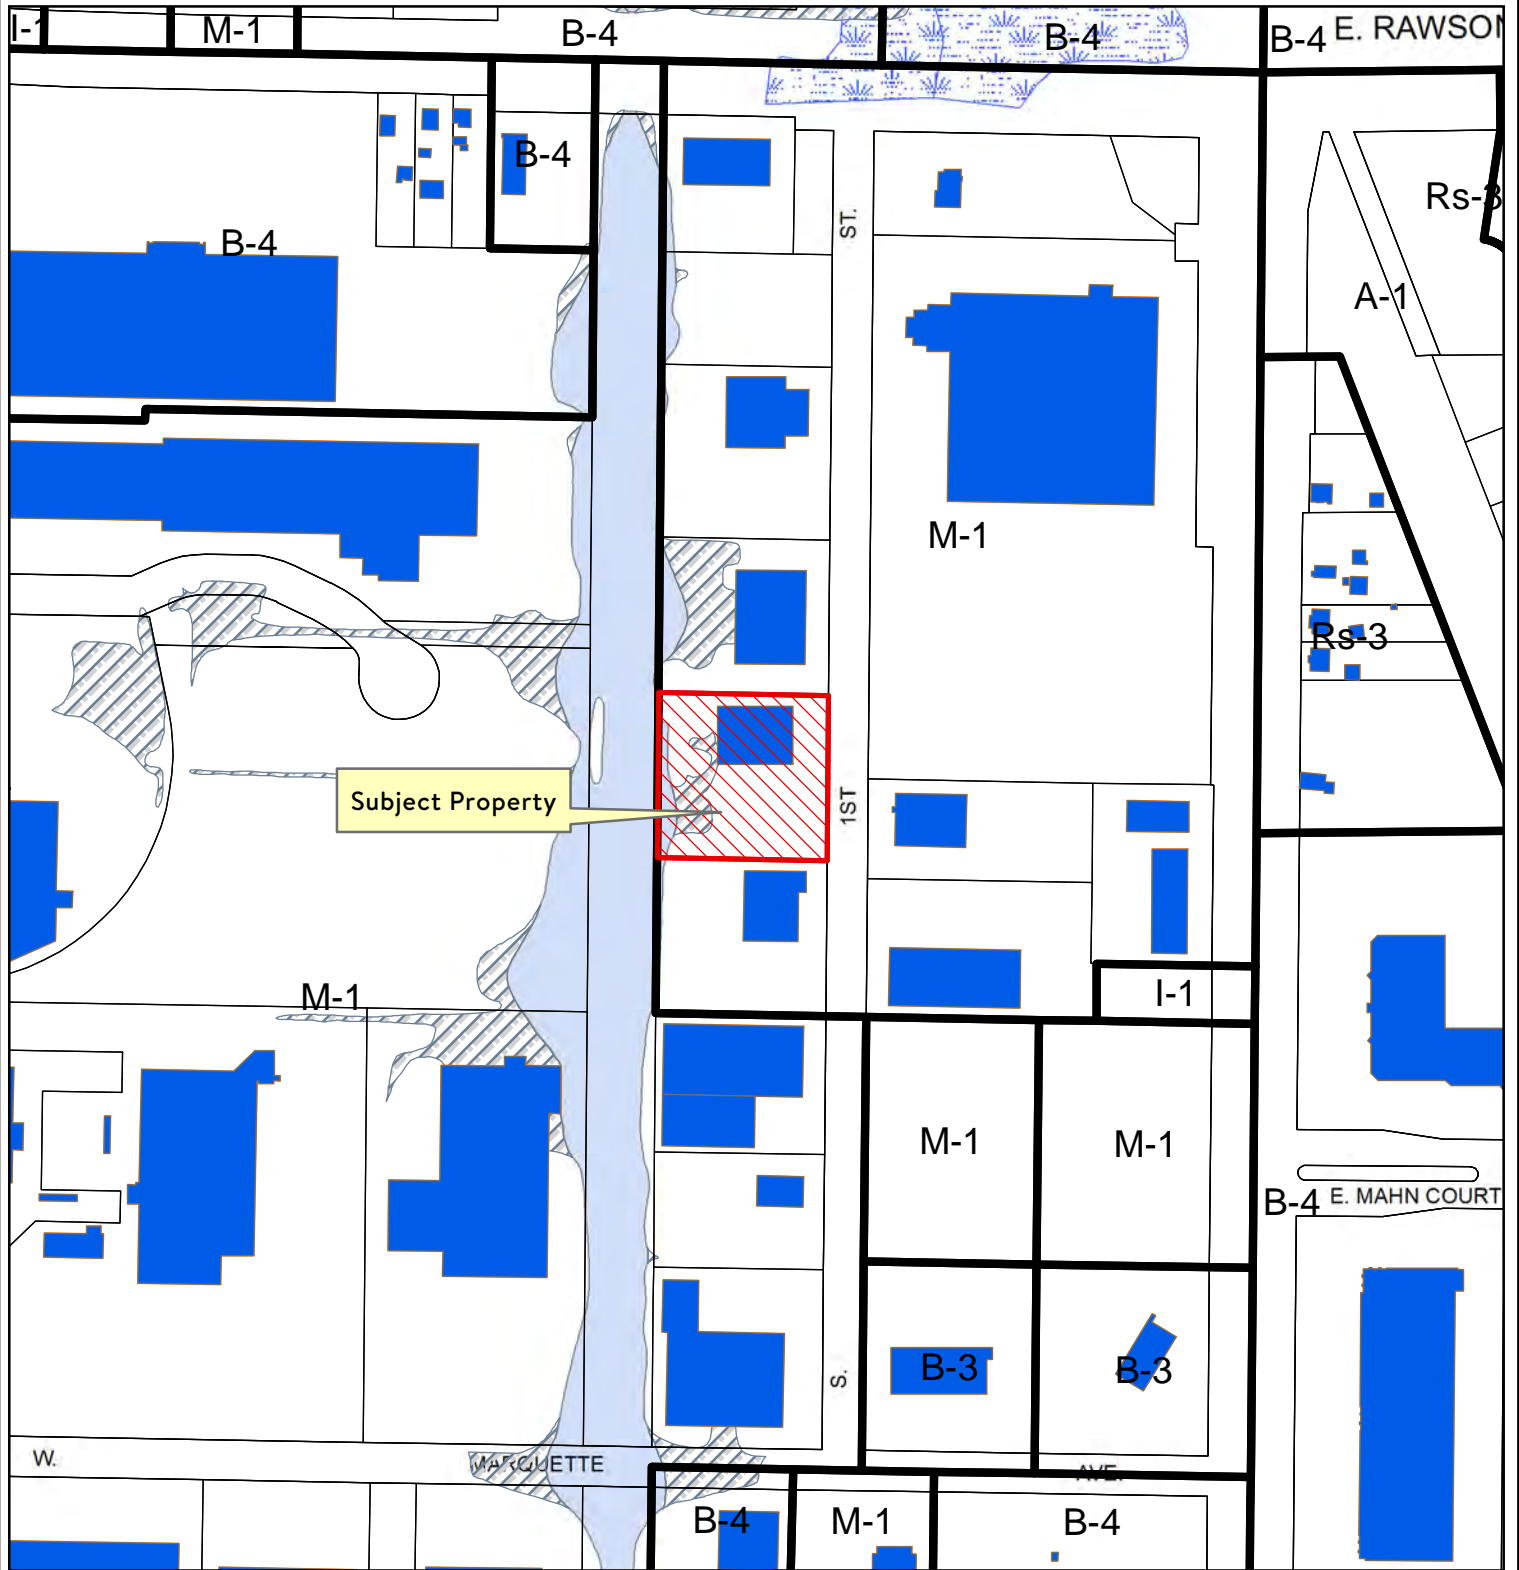 I-1
M-1
B-4
B-4
B-4
E. RAWSON
B-4
Rs-3
ST.
B-4
A-1
M-1
Rs-3
Subject Property
1ST
M-1
I-1
M-1
M-1
B-4
E. MAHN COURT
B-3
B-3
S.
W.
MARQUETTE
AVE.
B-4
M-1
B-4